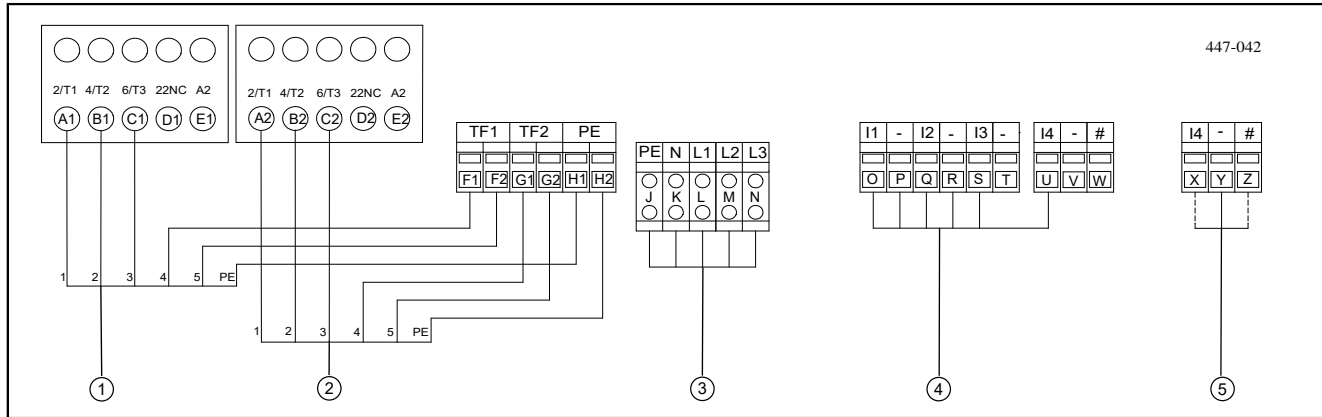 447-042
2/T1 4/T2 6/T3 22NC A2
A1 B1 C1 D1 E1
2/T1 4/T2 6/T3 22NC A2
A2 B2 C2 D2 E2
TF1 TF2 PE
F1 F2 G1 G2 H1 H2
PE N L1 L2 L3
J K L M N
I1 - I2 - I3 -
O P Q R S T
I4 - #
U V W
I4 - #
X Y Z
1 2 3 4 5 PE
1 2 3 4 5 PE
1 2 3 4 5